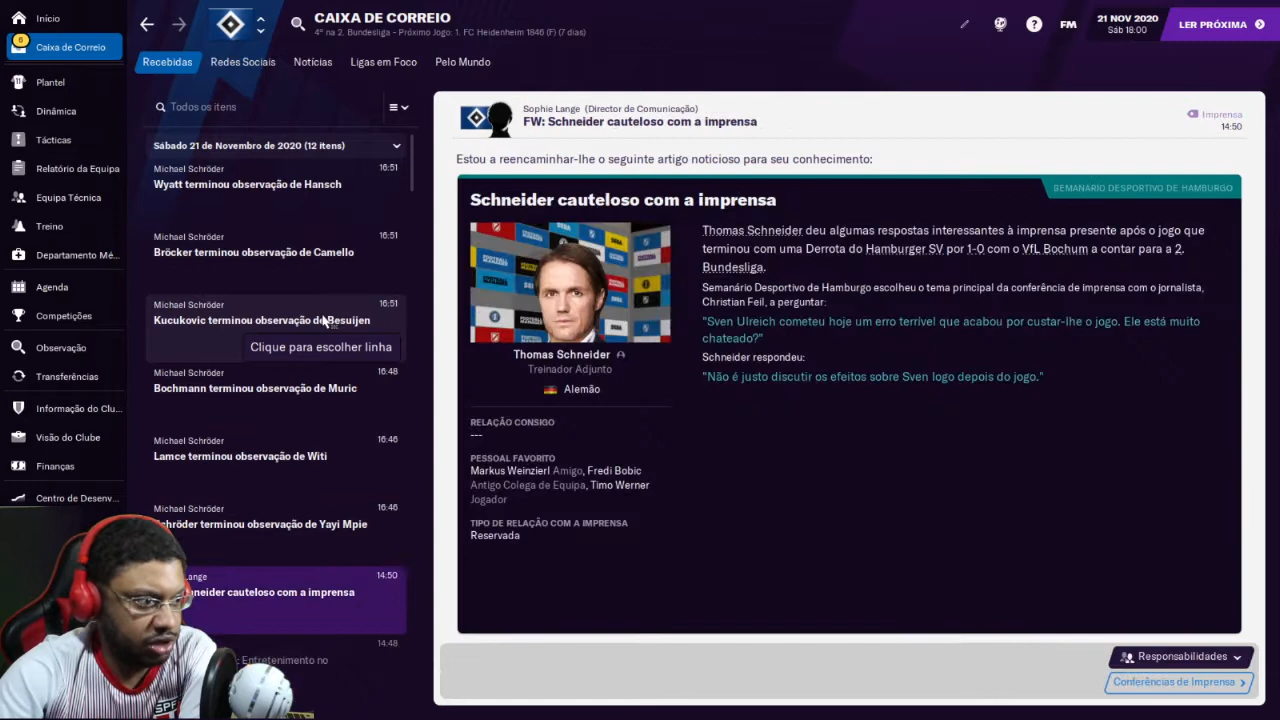 Início
CAIXA DE CORREIO
4º na 2. Bundesliga - Próximo Jogo: 1. FC Heidenheim 1846 (F) (7 dias)
FM
21 NOV 2020
Sáb 18:00
LER PRÓXIMA
6
Caixa de Correio
Plantel
Dinâmica
Tácticas
Relatório da Equipa
Equipa Técnica
Treino
Departamento Mé...
Agenda
Competições
Observação
Transferências
Informação do Clu...
Visão do Clube
Finanças
Centro de Desenv...
Recebidas
Redes Sociais
Notícias
Ligas em Foco
Pelo Mundo
Todos os itens
Sábado 21 de Novembro de 2020 (12 itens)
Michael Schröder
16:51
Wyatt terminou observação de Hansch
Michael Schröder
16:51
Bröcker terminou observação de Camello
Michael Schröder
16:51
Kucukovic terminou observação de Besuijen
Clique para escolher linha
Michael Schröder
16:48
Bochmann terminou observação de Muric
Michael Schröder
16:46
Lamce terminou observação de Witi
Michael Schröder
16:46
Schröder terminou observação de Yayi Mpie
Lange
14:50
neider cauteloso com a imprensa
14:48
: Entretenimento no
Sophie Lange (Director de Comunicação)
FW: Schneider cauteloso com a imprensa
Imprensa
14:50
Estou a reencaminhar-lhe o seguinte artigo noticioso para seu conhecimento:
SEMANÁRIO DESPORTIVO DE HAMBURGO
Schneider cauteloso com a imprensa
Thomas Schneider
Treinador Adjunto
Alemão
RELAÇÃO CONSIGO
---
PESSOAL FAVORITO
Markus Weinzierl Amigo, Fredi Bobic
Antigo Colega de Equipa, Timo Werner
Jogador
TIPO DE RELAÇÃO COM A IMPRENSA
Reservada
Thomas Schneider deu algumas respostas interessantes à imprensa presente após o jogo que
terminou com uma Derrota do Hamburger SV por 1-0 com o VfL Bochum a contar para a 2.
Bundesliga.
Semanário Desportivo de Hamburgo escolheu o tema principal da conferência de imprensa com o jornalista,
Christian Feil, a perguntar:
"Sven Ulreich cometeu hoje um erro terrível que acabou por custar-lhe o jogo. Ele está muito
chateado?"
Schneider respondeu:
"Não é justo discutir os efeitos sobre Sven logo depois do jogo."
Responsabilidades
Conferências de Imprensa